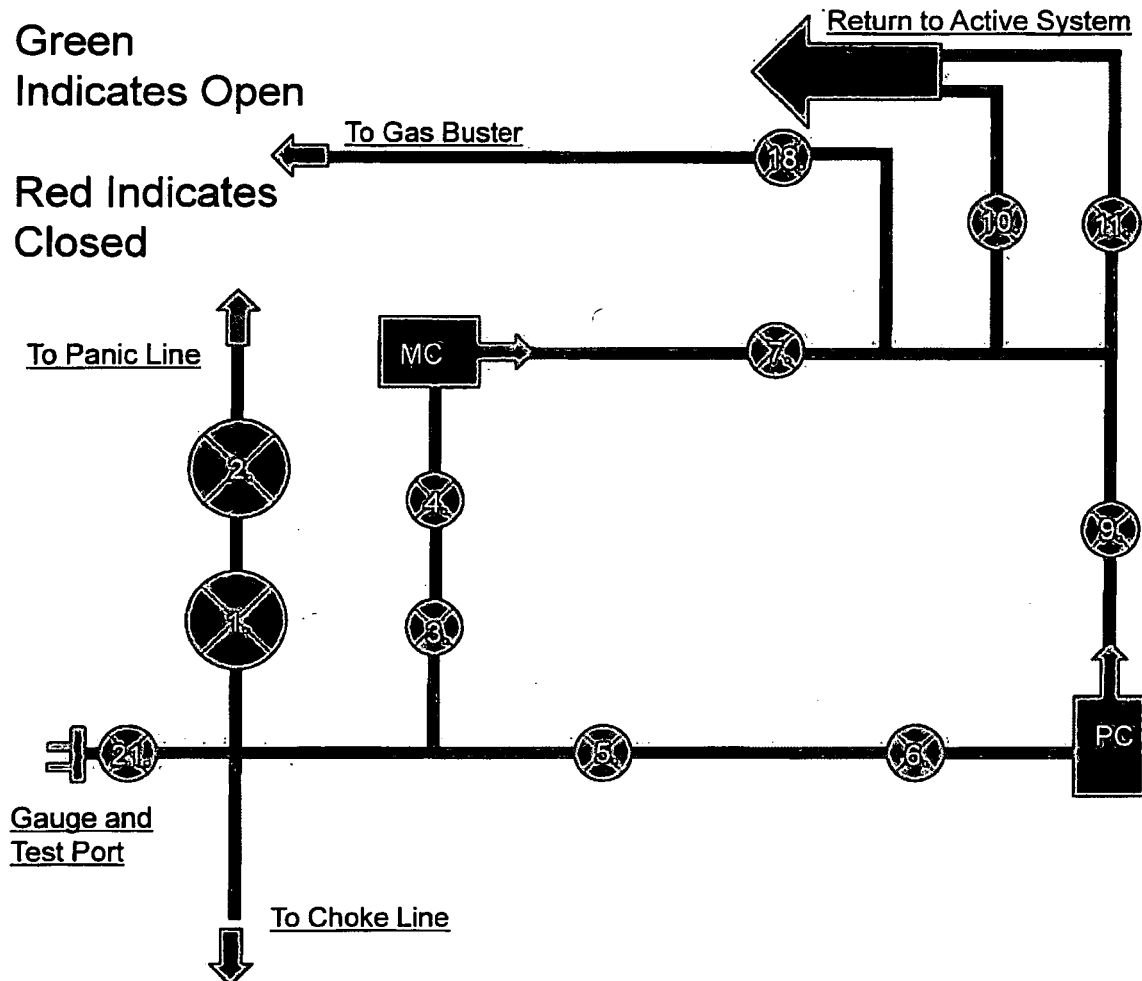 Return to Active System
Green
Indicates Open
To Gas Buster
18.
Red Indicates
Closed
10.
11.
To Panic Line
MC
7.
2.
4.
9.
1.
3.
21.
5.
6.
PC
Gauge and
Test Port
To Choke Line